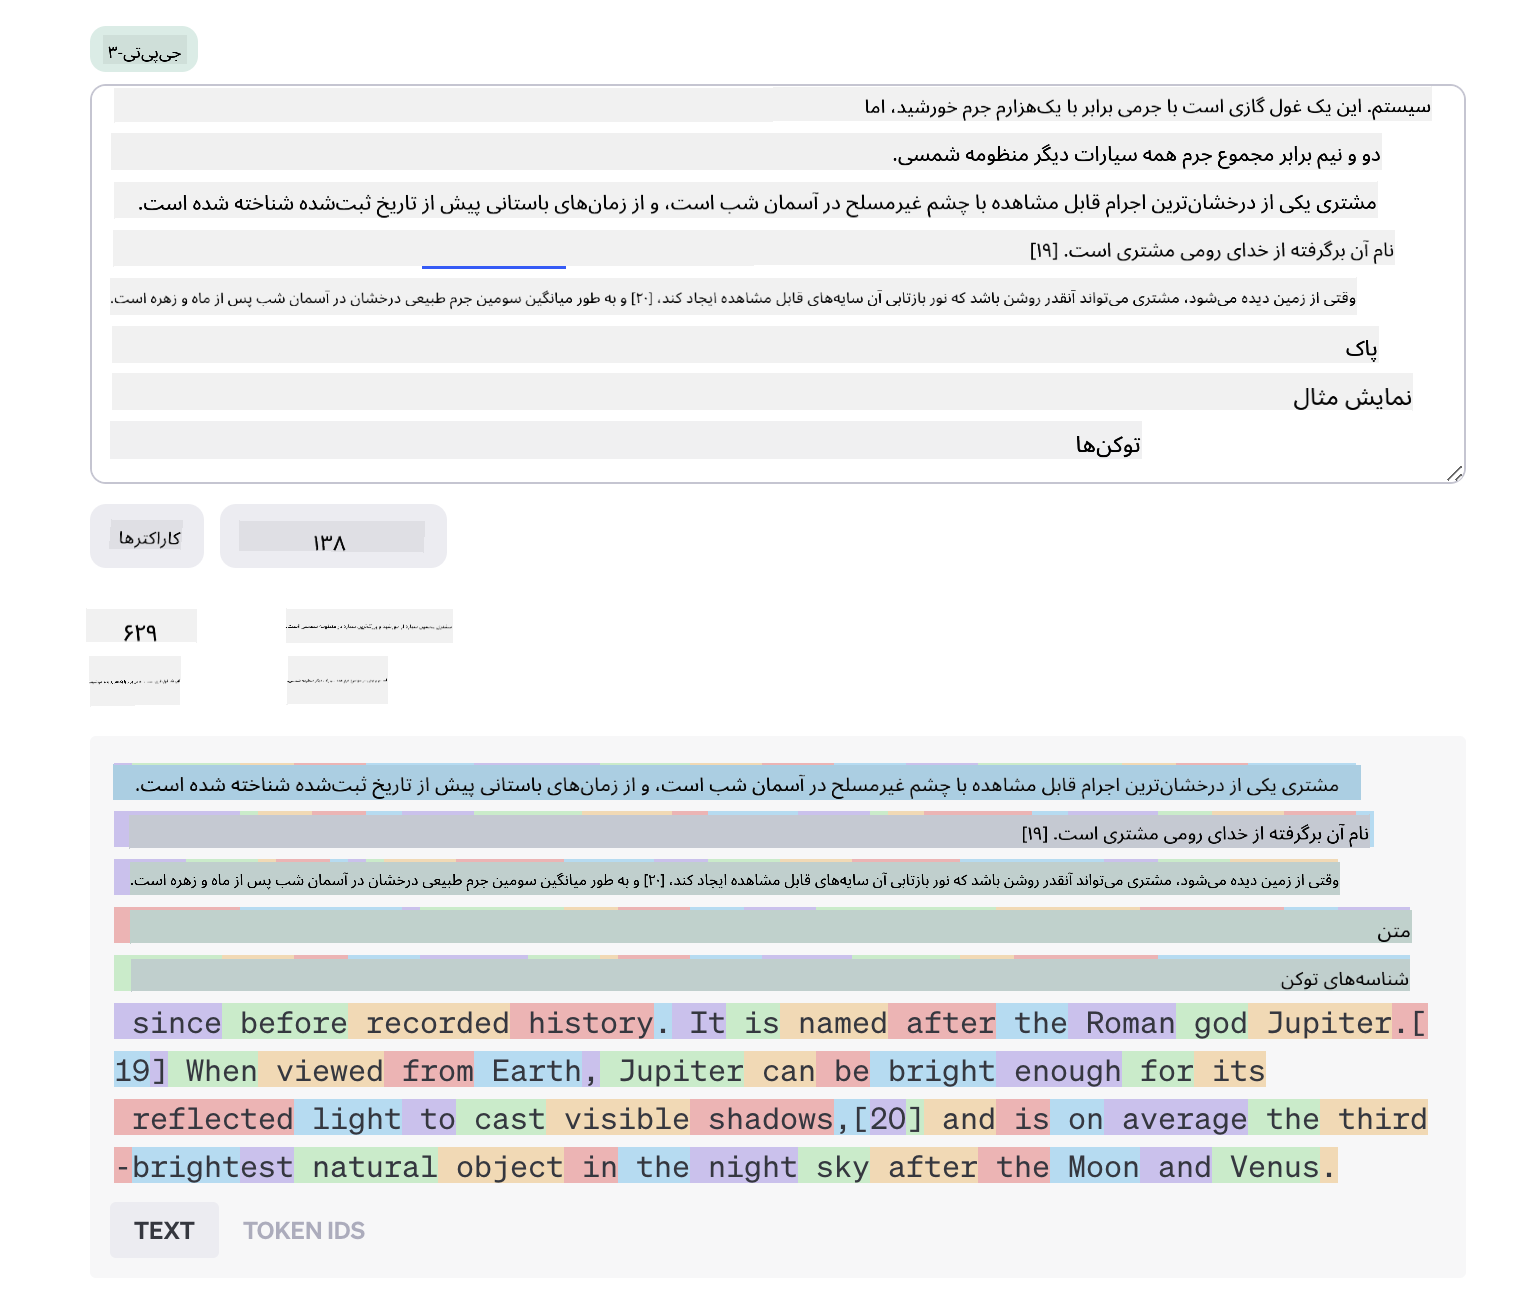 جی‌پی‌تی-۳
سیستم. این یک غول گازی است با جرمی برابر با یک‌هزارم جرم خورشید، اما
دو و نیم برابر مجموع جرم همه سیارات دیگر منظومه شمسی.
مشتری یکی از درخشان‌ترین اجرام قابل مشاهده با چشم غیرمسلح در آسمان شب است، و از زمان‌های باستانی پیش از تاریخ ثبت‌شده شناخته شده است.
نام آن برگرفته از خدای رومی مشتری است. [۱۹]
وقتی از زمین دیده می‌شود، مشتری می‌تواند آنقدر روشن باشد که نور بازتابی آن سایه‌های قابل مشاهده ایجاد کند، [۲۰] و به طور میانگین سومین جرم طبیعی درخشان در آسمان شب پس از ماه و زهره است.
پاک
نمایش مثال
توکن‌ها
کاراکترها
۱۳۸
۶۲۹
مشتری یکی از درخشان‌ترین اجرام قابل مشاهده با چشم غیرمسلح در آسمان شب است، و از زمان‌های باستانی پیش از تاریخ ثبت‌شده شناخته شده است.
نام آن برگرفته از خدای رومی مشتری است. [۱۹]
وقتی از زمین دیده می‌شود، مشتری می‌تواند آنقدر روشن باشد که نور بازتابی آن سایه‌های قابل مشاهده ایجاد کند، [۲۰] و به طور میانگین سومین جرم طبیعی درخشان در آسمان شب پس از ماه و زهره است.
متن
شناسه‌های توکن
since before recorded history. It is named after the Roman god Jupiter.[
19] When viewed from Earth, Jupiter can be bright enough for its
reflected light to cast visible shadows,[20] and is on average the third
-brightest natural object in the night sky after the Moon and Venus.
TEXT TOKEN IDS